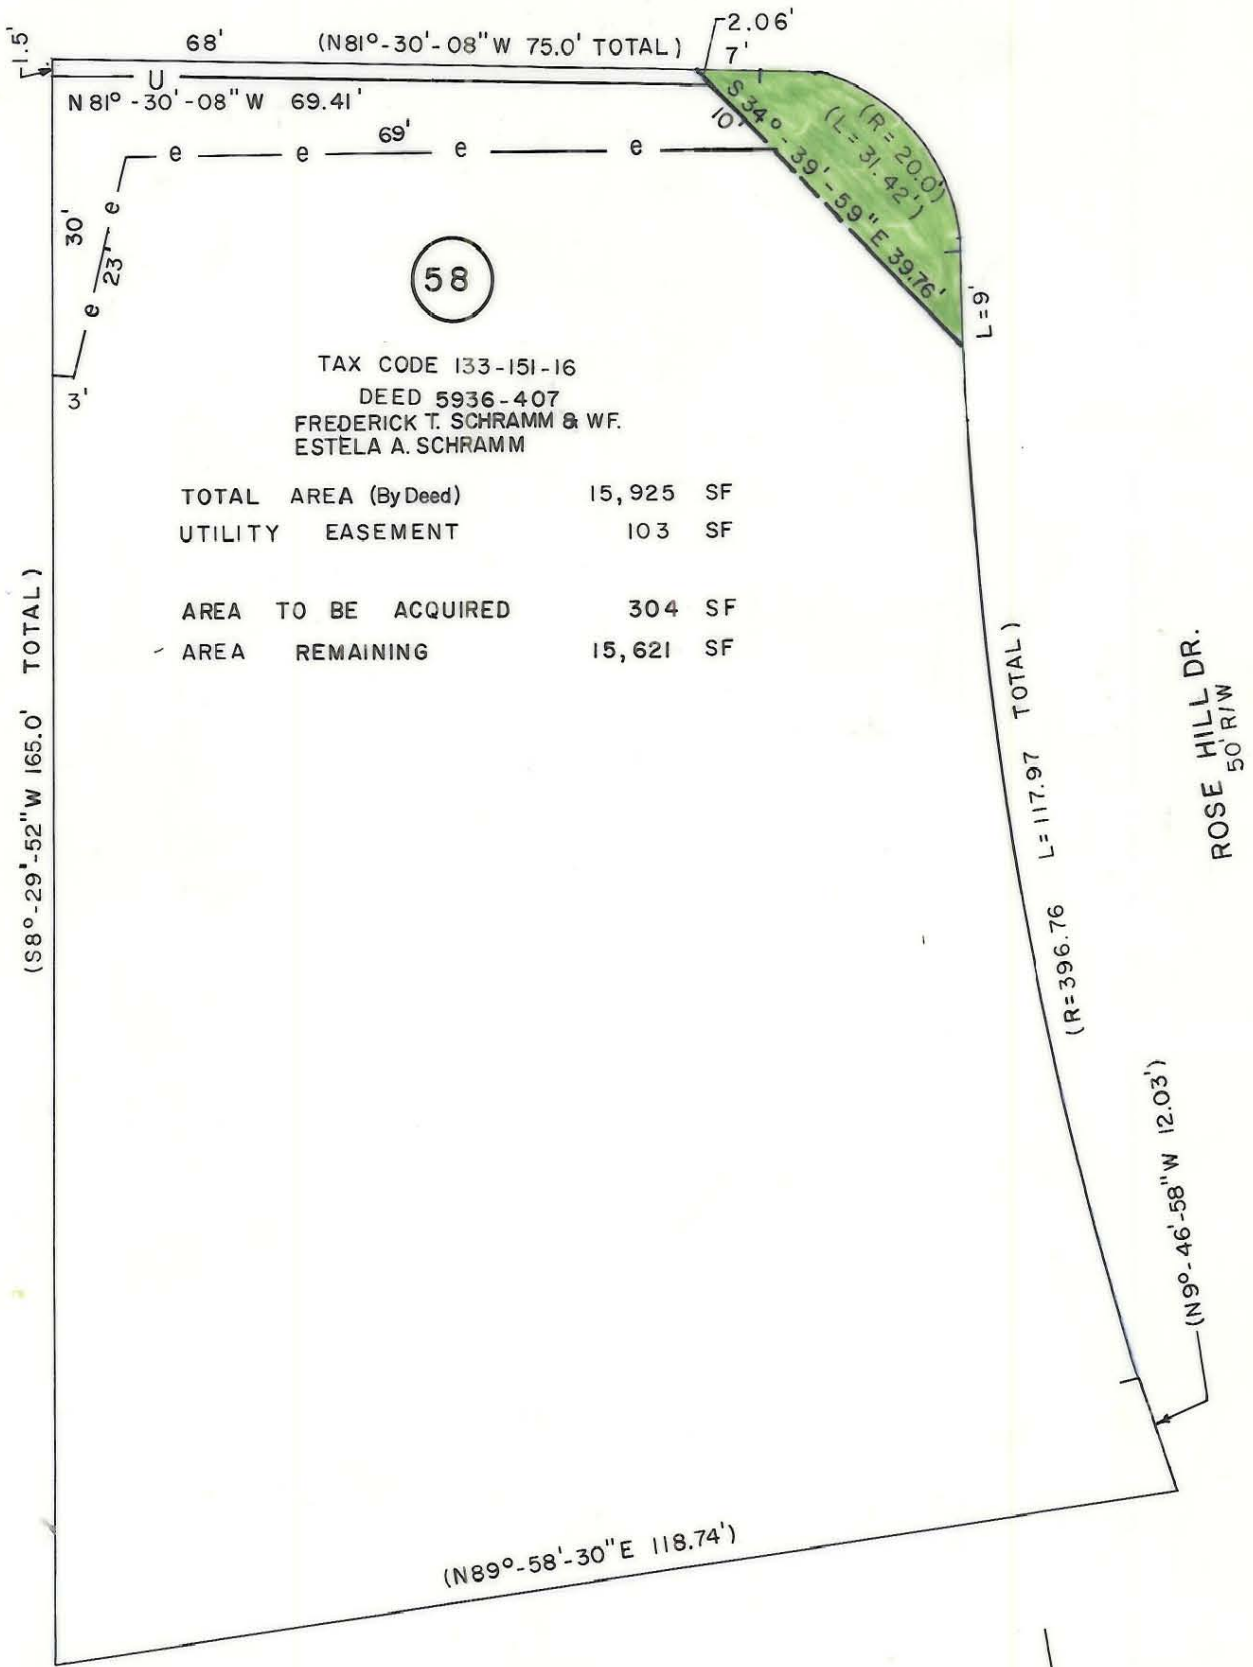 1.5'
68'
(N81°-30'-08"W 75.0' TOTAL)
2.06'
7'
U
N81°-30'-08"W 69.41'
10'
S34°-39'-59"E 39.76'
(R=20.0')
(L=31.42')
69'
e e e e
30'
23'
e
e
3'
L=9'
58
TAX CODE 133-151-16
DEED 5936-407
FREDERICK T. SCHRAMM & WF.
ESTELA A. SCHRAMM
TOTAL AREA (By Deed) 15,925 SF
UTILITY EASEMENT 103 SF
AREA TO BE ACQUIRED 304 SF
AREA REMAINING 15,621 SF
(S8°-29'-52"W 165.0' TOTAL)
(R=396.76 L=117.97 TOTAL)
ROSE HILL DR.
50' R/W
(N9°-46'-58"W 12.03')
(N89°-58'-30"E 118.74')